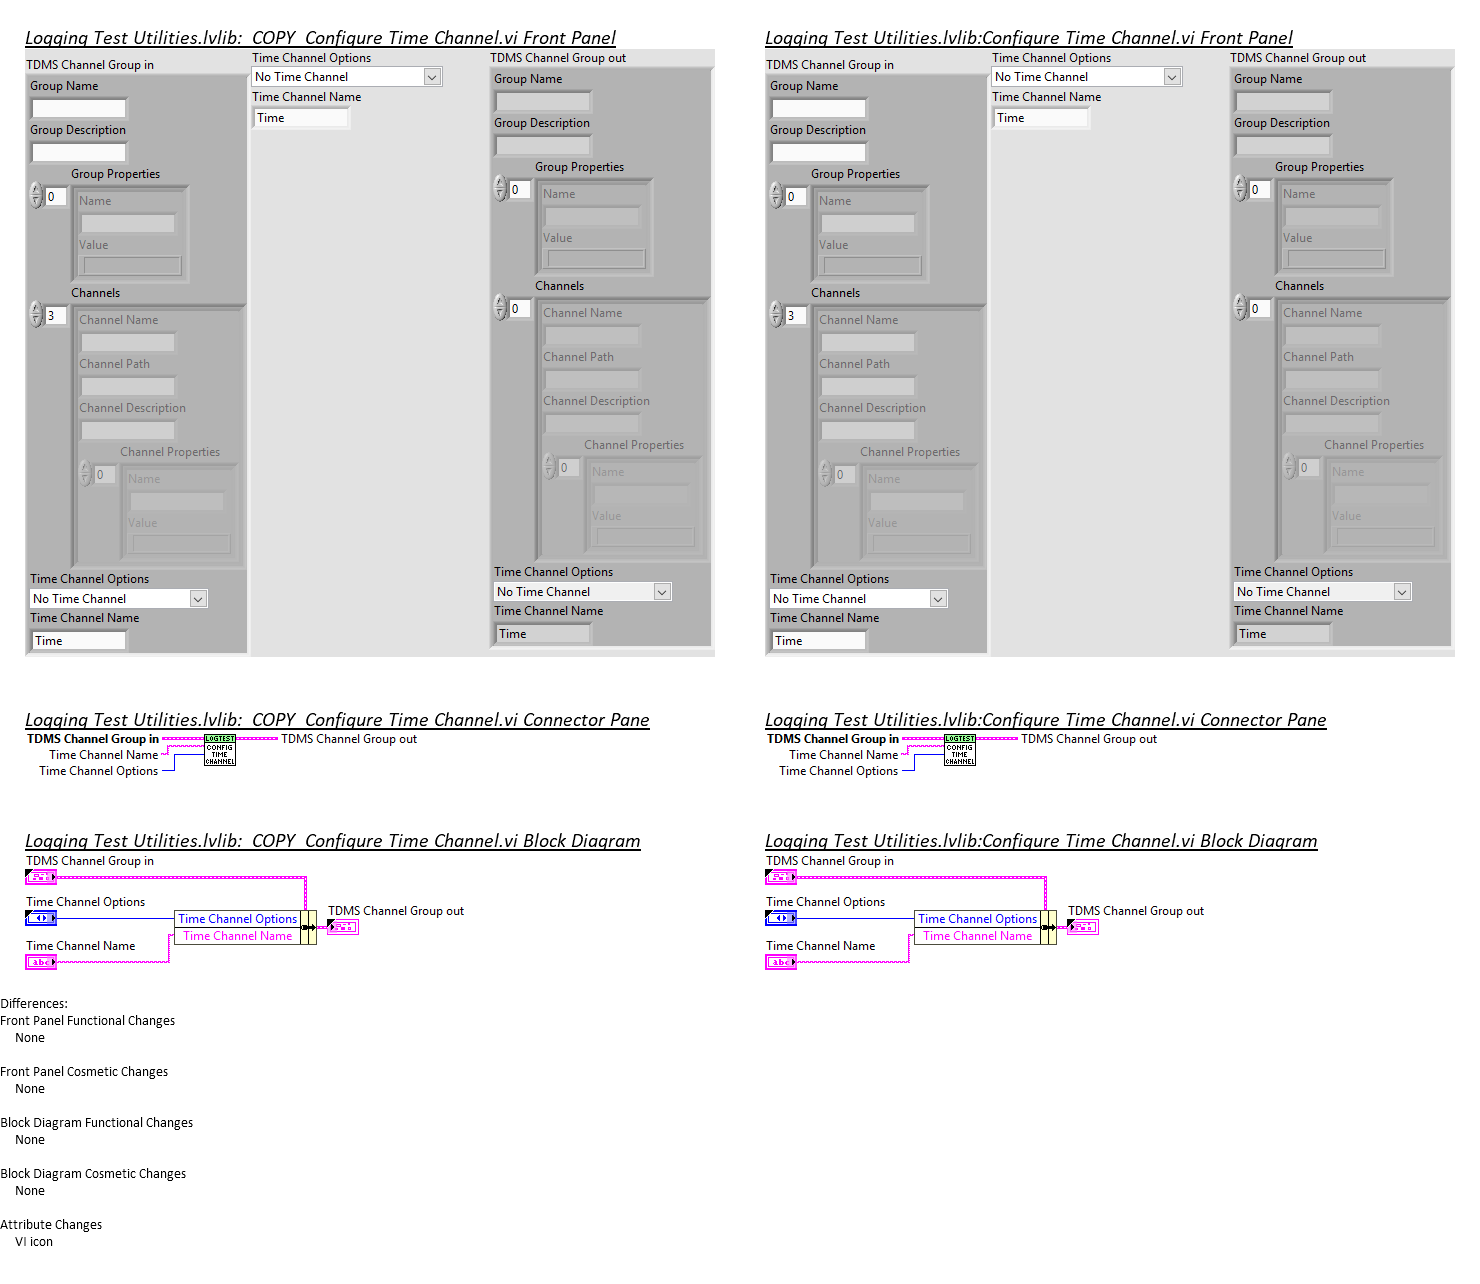 Logging Test Utilities.lvlib:_COPY_Configure Time Channel.vi Front Panel
TDMS Channel Group in
Group Name
Group Description
Group Properties
0
Name
Value
Channels
3
Channel Name
Channel Path
Channel Description
Channel Properties
0
Name
Value
Time Channel Options
No Time Channel
Time Channel Name
Time
Time Channel Options
No Time Channel
Time Channel Name
Time
TDMS Channel Group out
Group Name
Group Description
Group Properties
0
Name
Value
Channels
0
Channel Name
Channel Path
Channel Description
Channel Properties
0
Name
Value
Time Channel Options
No Time Channel
Time Channel Name
Time
Logging Test Utilities.lvlib:Configure Time Channel.vi Front Panel
TDMS Channel Group in
Group Name
Group Description
Group Properties
0
Name
Value
Channels
3
Channel Name
Channel Path
Channel Description
Channel Properties
0
Name
Value
Time Channel Options
No Time Channel
Time Channel Name
Time
Time Channel Options
No Time Channel
Time Channel Name
Time
TDMS Channel Group out
Group Name
Group Description
Group Properties
0
Name
Value
Channels
0
Channel Name
Channel Path
Channel Description
Channel Properties
0
Name
Value
Time Channel Options
No Time Channel
Time Channel Name
Time
Logging Test Utilities.lvlib:_COPY_Configure Time Channel.vi Connector Pane
TDMS Channel Group in
Time Channel Name
Time Channel Options
LOGTEST
CONFIG
TIME
CHANNEL
TDMS Channel Group out
Logging Test Utilities.lvlib:Configure Time Channel.vi Connector Pane
TDMS Channel Group in
Time Channel Name
Time Channel Options
LOGTEST
CONFIG
TIME
CHANNEL
TDMS Channel Group out
Logging Test Utilities.lvlib:_COPY_Configure Time Channel.vi Block Diagram
TDMS Channel Group in
Time Channel Options
Time Channel Name
abc
Time Channel Options
Time Channel Name
TDMS Channel Group out
Logging Test Utilities.lvlib:Configure Time Channel.vi Block Diagram
TDMS Channel Group in
Time Channel Options
Time Channel Name
abc
Time Channel Options
Time Channel Name
TDMS Channel Group out
Differences:
Front Panel Functional Changes
None
Front Panel Cosmetic Changes
None
Block Diagram Functional Changes
None
Block Diagram Cosmetic Changes
None
Attribute Changes
VI icon